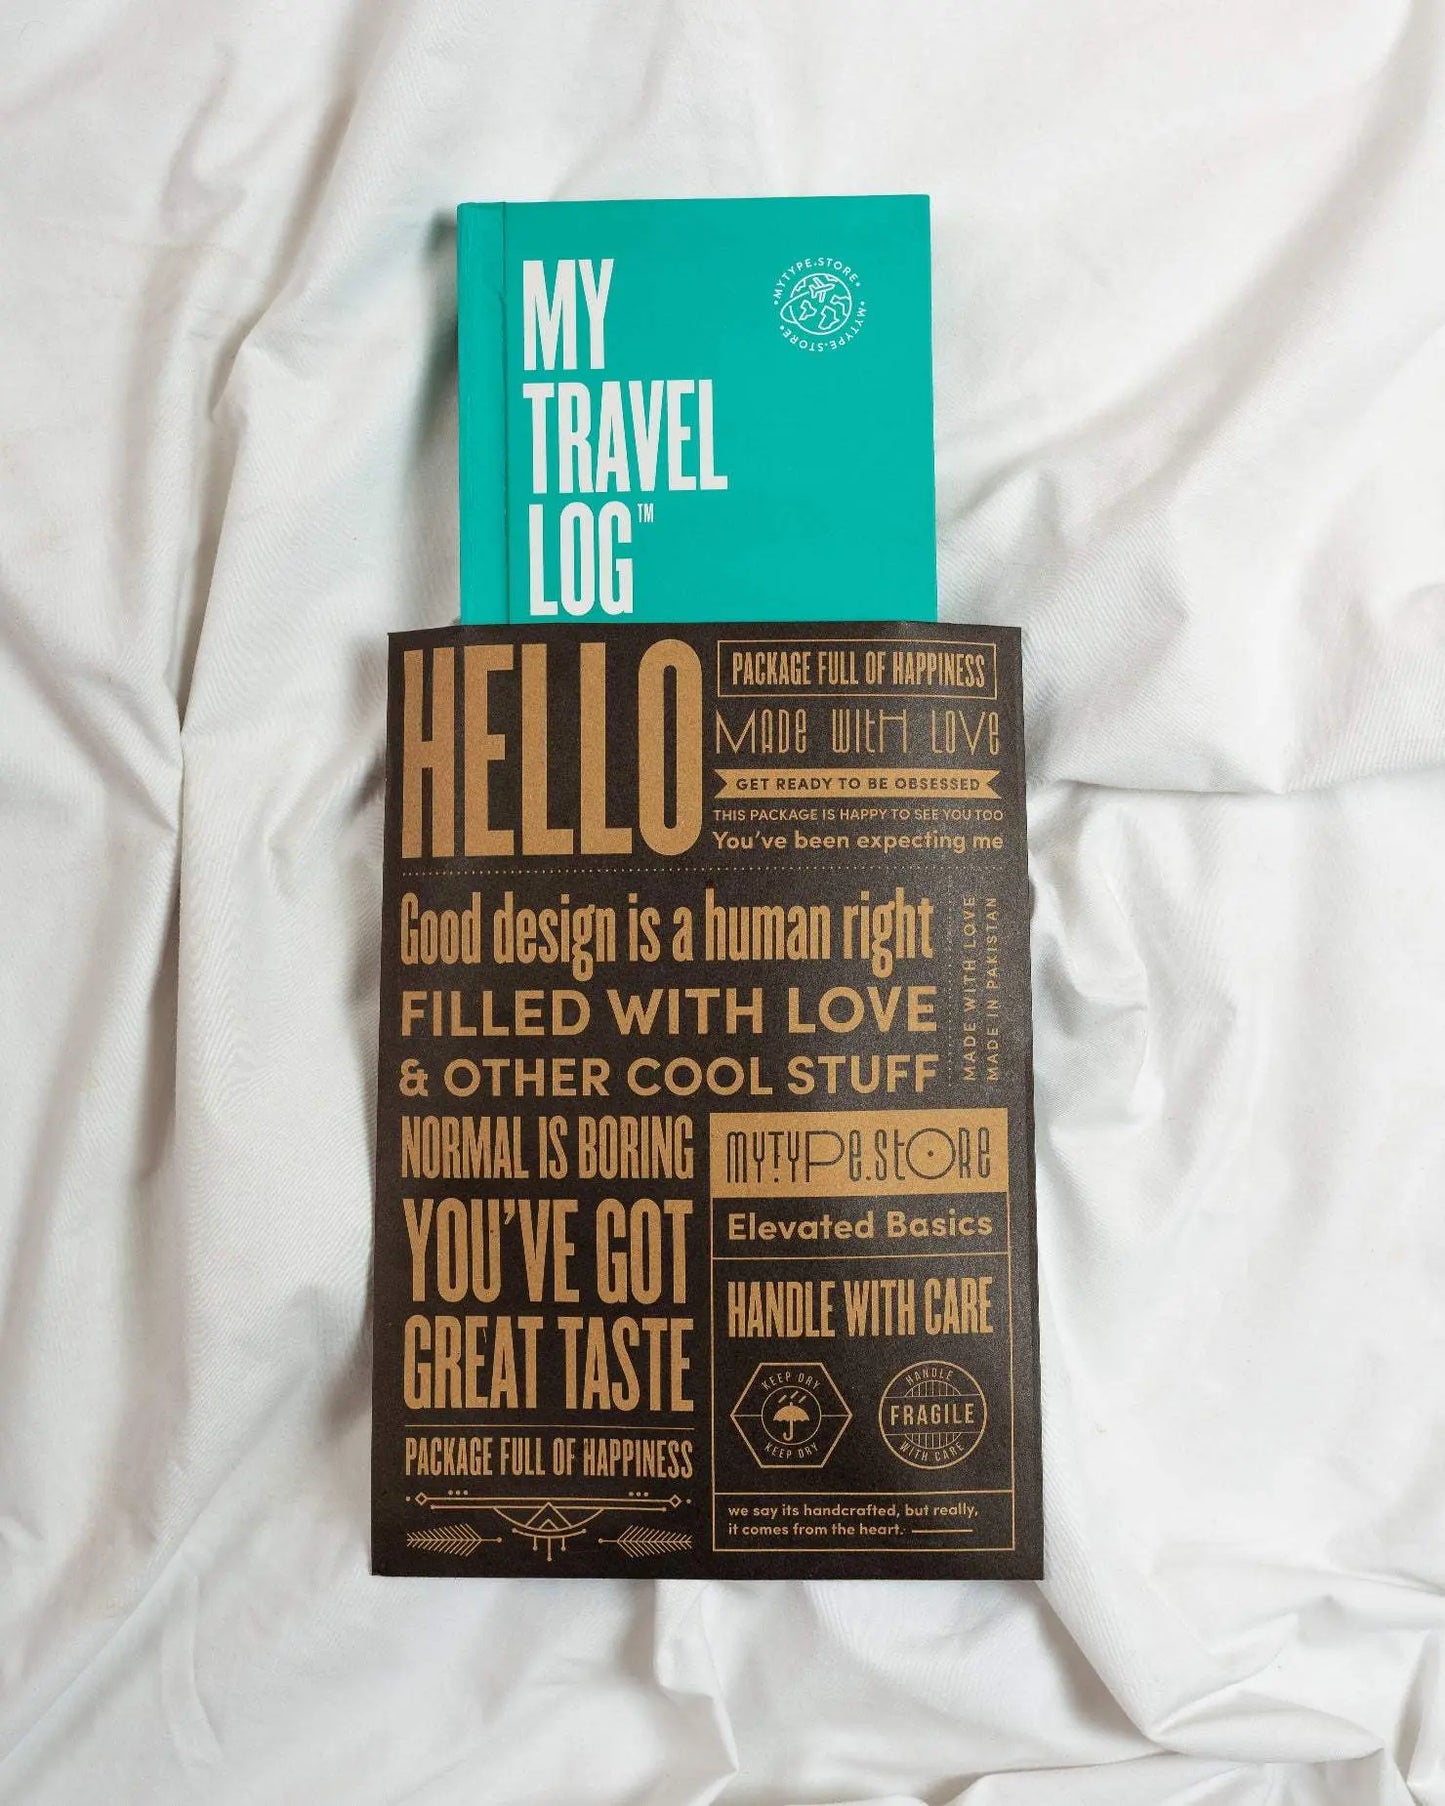 MY
TRAVEL
LOG™
MYTYPE.STORE
MYTYPE.STORE
HELLO
PACKAGE FULL OF HAPPINESS
MADE WITH LOVE
GET READY TO BE OBSESSED
THIS PACKAGE IS HAPPY TO SEE YOU TOO
You've been expecting me
Good design is a human right
FILLED WITH LOVE
& OTHER COOL STUFF
MADE WITH LOVE
MADE IN PAKISTAN
NORMAL IS BORING
YOU'VE GOT
GREAT TASTE
PACKAGE FULL OF HAPPINESS
MYTYPE.STORE
Elevated Basics
HANDLE WITH CARE
KEEP DRY
KEEP DRY
HANDLE
FRAGILE
WITH CARE
we say its handcrafted, but really,
it comes from the heart.